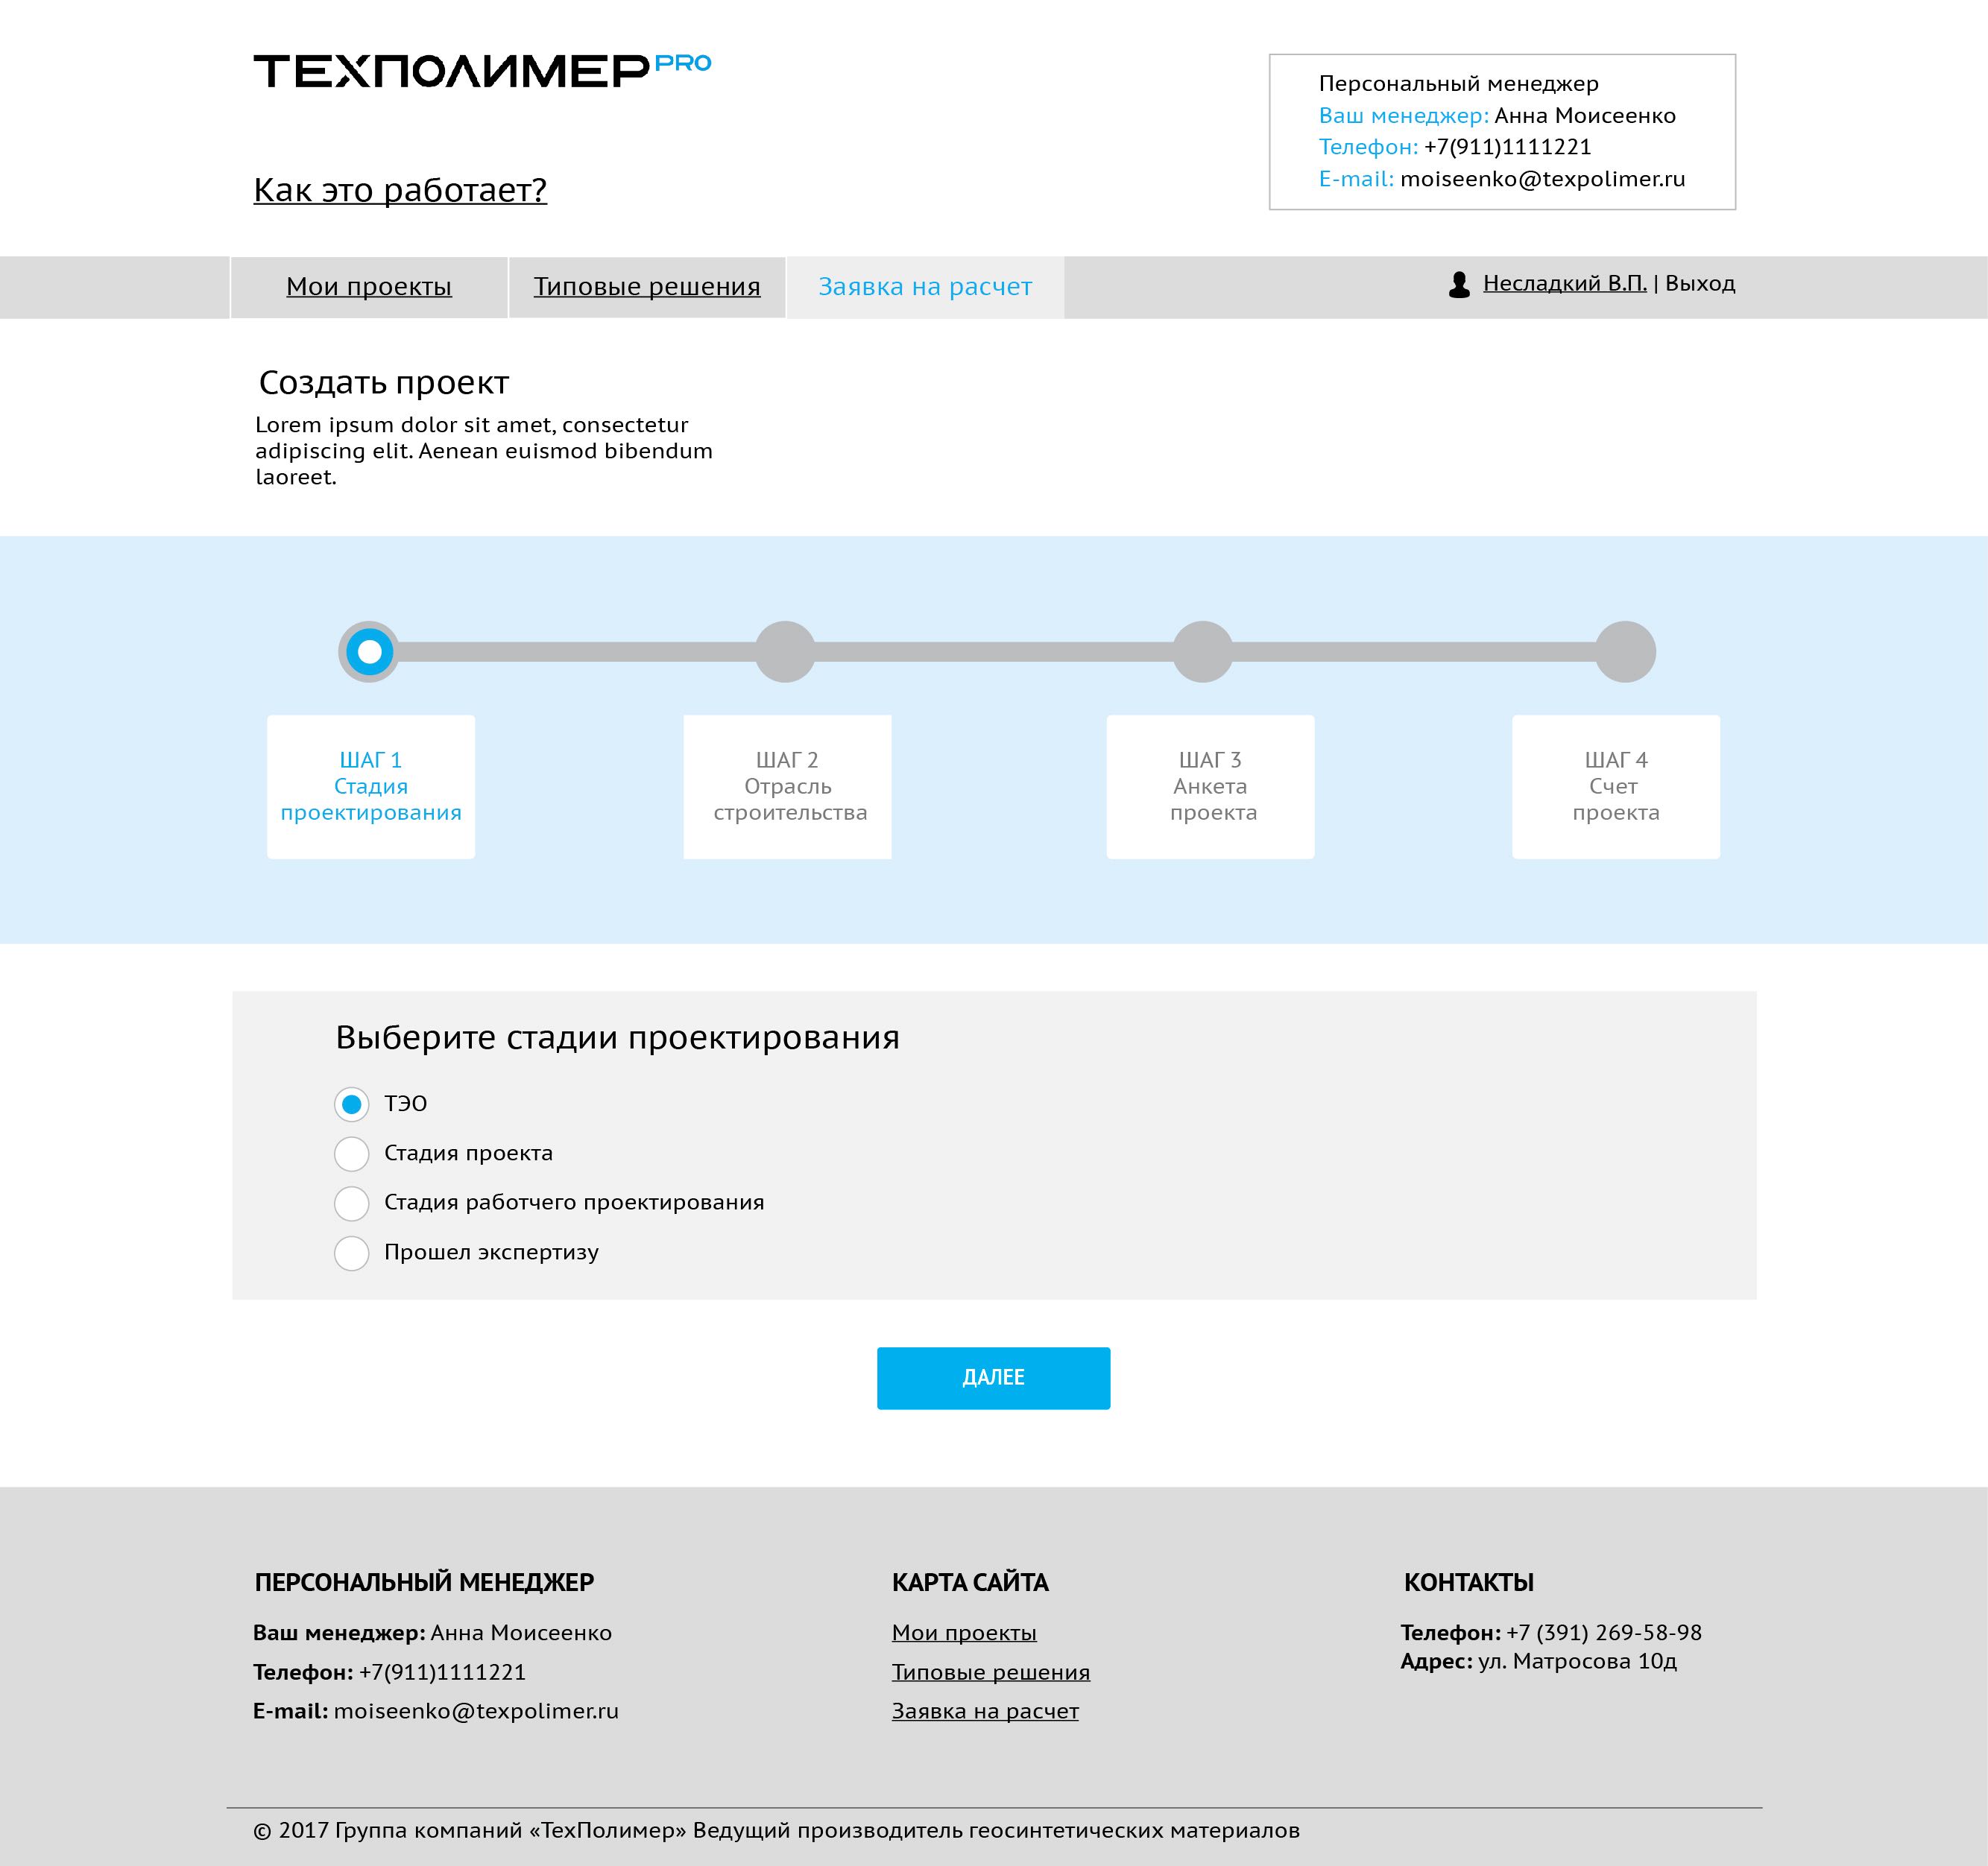 ТЕХПОЛИМЕР PRO
Персональный менеджер
Ваш менеджер: Анна Моисеенко
Телефон: +7(911)1111221
E-mail: moiseenko@texpolimer.ru
Как это работает?
Мои проекты
Типовые решения
Заявка на расчет
Несладкий В.П. | Выход
Создать проект
Lorem ipsum dolor sit amet, consectetur
adipiscing elit. Aenean euismod bibendum
laoreet.
ШАГ 1
Стадия
проектирования
ШАГ 2
Отрасль
строительства
ШАГ 3
Анкета
проекта
ШАГ 4
Счет
проекта
Выберите стадии проектирования
ТЭО
Стадия проекта
Стадия работчего проектирования
Прошел экспертизу
ДАЛЕЕ
ПЕРСОНАЛЬНЫЙ МЕНЕДЖЕР
Ваш менеджер: Анна Моисеенко
Телефон: +7(911)1111221
E-mail: moiseenko@texpolimer.ru
КАРТА САЙТА
Мои проекты
Типовые решения
Заявка на расчет
КОНТАКТЫ
Телефон: +7 (391) 269-58-98
Адрес: ул. Матросова 10д
© 2017 Группа компаний «ТехПолимер» Ведущий производитель геосинтетических материалов